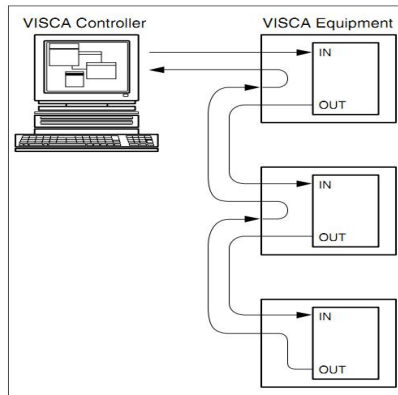 VISCA Controller
VISCA Equipment
IN
OUT
IN
OUT
IN
OUT